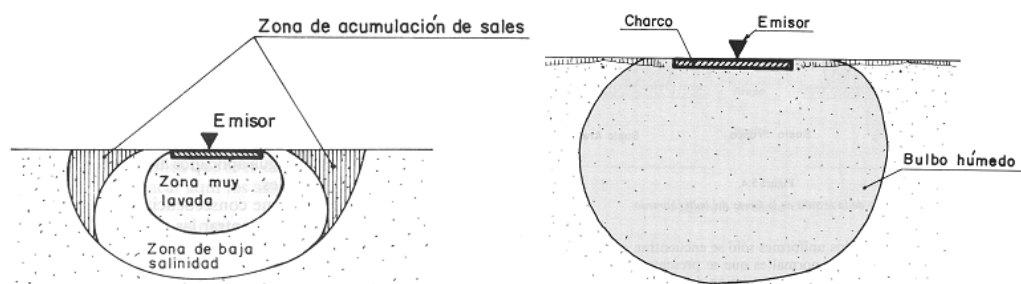 Zona de acumulación de sales
Emisor
Zona muy
lavada
Zona de baja
salinidad
Charco
Emisor
Bulbo húmedo